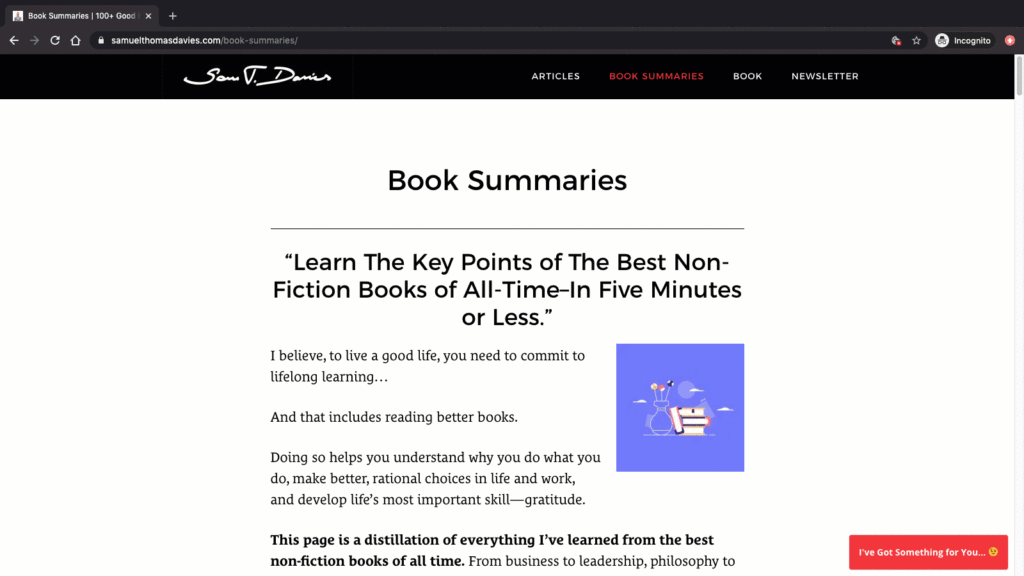 Book Summaries | 100+ Good
samuelthomasdavies.com/book-summaries/
Incognito
Sam T. Davies
ARTICLES
BOOK SUMMARIES
BOOK
NEWSLETTER
Book Summaries
“Learn The Key Points of The Best Non-
Fiction Books of All-Time–In Five Minutes
or Less.”
I believe, to live a good life, you need to commit to
lifelong learning…
And that includes reading better books.
Doing so helps you understand why you do what you
do, make better, rational choices in life and work,
and develop life’s most important skill—gratitude.
This page is a distillation of everything I’ve learned from the best
non-fiction books of all time. From business to leadership, philosophy to
I've Got Something for You...